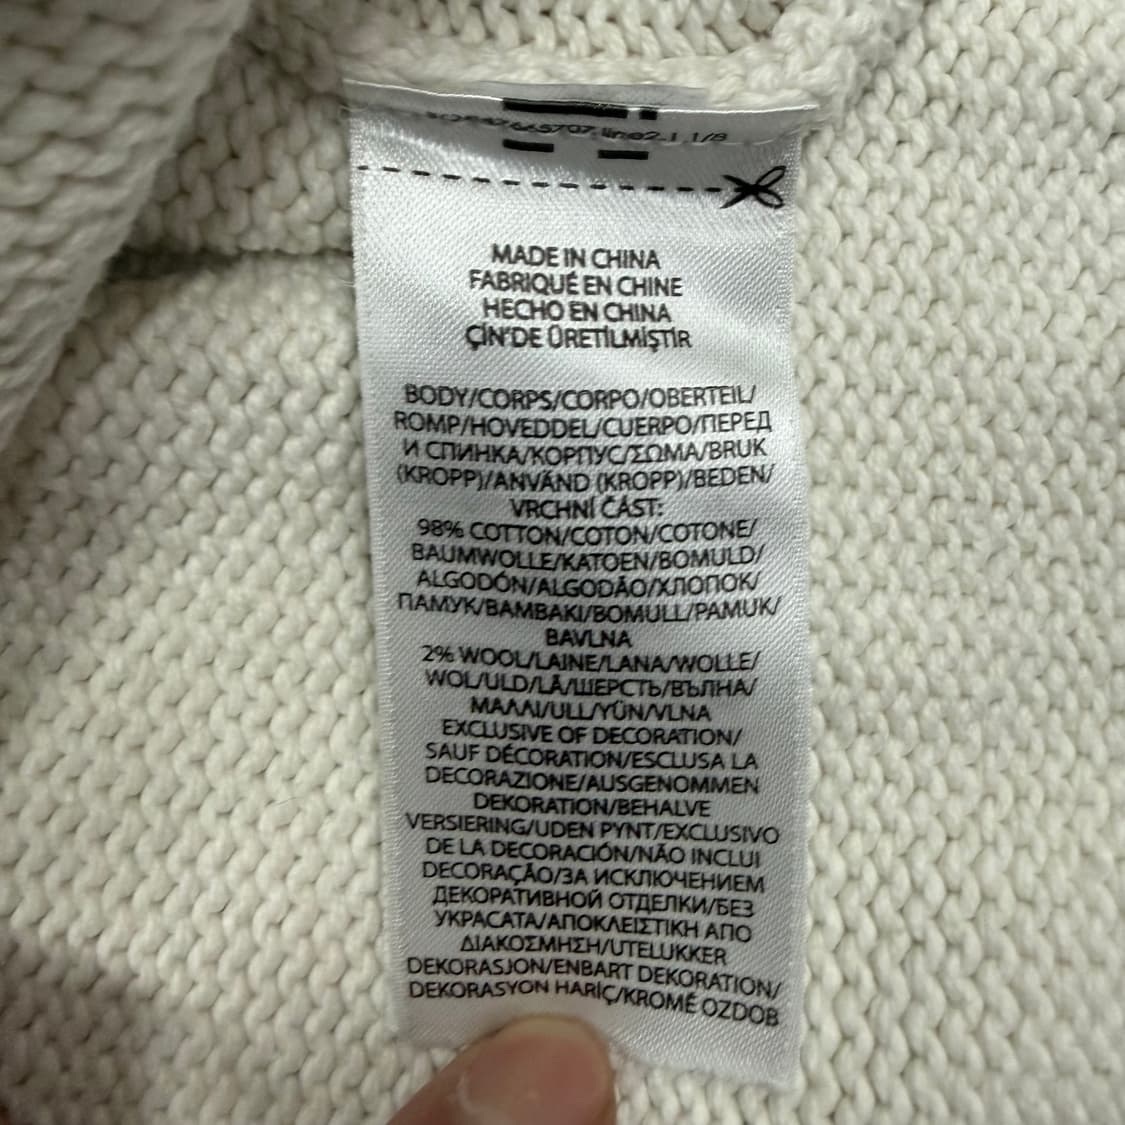 line2.1 1/8
MADE IN CHINA
FABRIQUÉ EN CHINE
HECHO EN CHINA
ÇİN'DE ÜRETİLMİŞTİR
BODY/CORPS/CORPO/OBERTEIL/
ROMP/HOVEDDEL/CUERPO/ПЕРЕД
И СПИНКА/КОРПУС/ΣΩΜΑ/BRUK
(KROPP)/ANVÄND (KROPP)/BEDEN/
VRCHNÍ ČÁST:
98% COTTON/COTON/COTONE/
BAUMWOLLE/KATOEN/BOMULD/
ALGODÓN/ALGODÃO/ХЛОПОК/
ПАМУК/ΒΑΜΒΑΚΙ/BOMULL/PAMUK/
BAVLNA
2% WOOL/LAINE/LANA/WOLLE/
WOL/ULD/LÃ/ШЕРСТЬ/ВЪЛНА/
ΜΑΛΛΙ/ULL/YÜN/VLNA
EXCLUSIVE OF DECORATION/
SAUF DÉCORATION/ESCLUSA LA
DECORAZIONE/AUSGENOMMEN
DEKORATION/BEHALVE
VERSIERING/UDEN PYNT/EXCLUSIVO
DE LA DECORACIÓN/NÃO INCLUI
DECORAÇÃO/ЗА ИСКЛЮЧЕНИЕМ
ДЕКОРАТИВНОЙ ОТДЕЛКИ/БЕЗ
УКРАСАТА/ΑΠΟΚΛΕΙΣΤΙΚΗ ΑΠΟ
ΔΙΑΚΟΣΜΗΣΗ/UTELUKKER
DEKORASJON/ENBART DEKORATION/
DEKORASYON HARİÇ/KROMĚ OZDOB